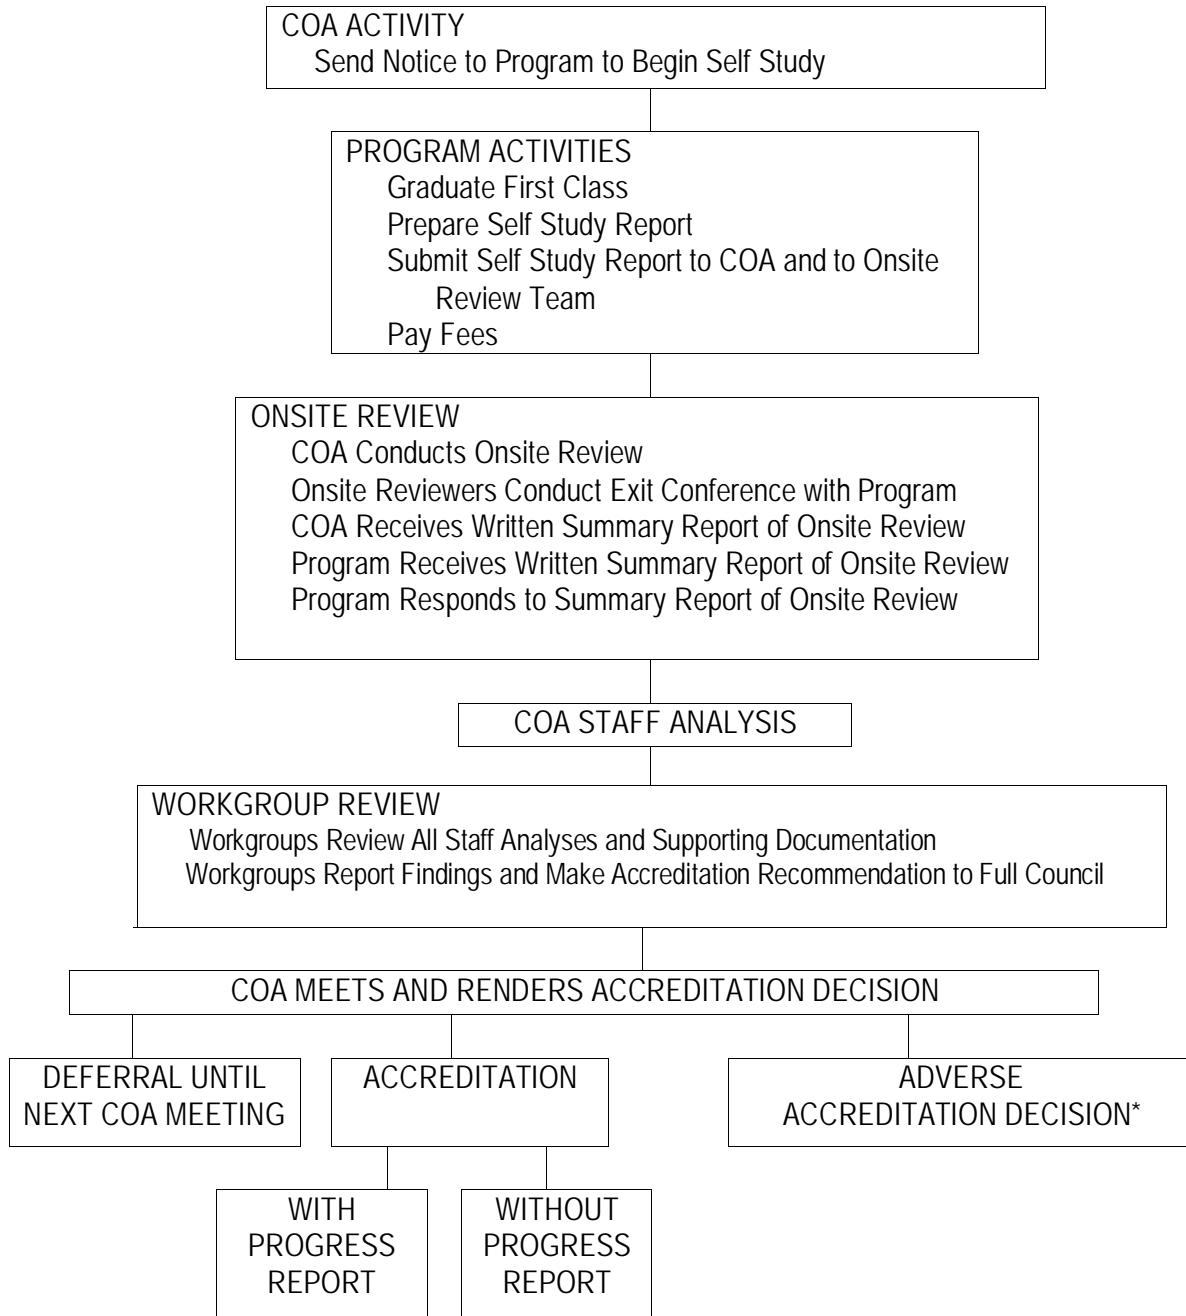 COA ACTIVITY
Send Notice to Program to Begin Self Study
PROGRAM ACTIVITIES
Graduate First Class
Prepare Self Study Report
Submit Self Study Report to COA and to Onsite
Review Team
Pay Fees
ONSITE REVIEW
COA Conducts Onsite Review
Onsite Reviewers Conduct Exit Conference with Program
COA Receives Written Summary Report of Onsite Review
Program Receives Written Summary Report of Onsite Review
Program Responds to Summary Report of Onsite Review
COA STAFF ANALYSIS
WORKGROUP REVIEW
Workgroups Review All Staff Analyses and Supporting Documentation
Workgroups Report Findings and Make Accreditation Recommendation to Full Council
COA MEETS AND RENDERS ACCREDITATION DECISION
DEFERRAL UNTIL
NEXT COA MEETING
ACCREDITATION
ADVERSE
ACCREDITATION DECISION*
WITH
PROGRESS
REPORT
WITHOUT
PROGRESS
REPORT